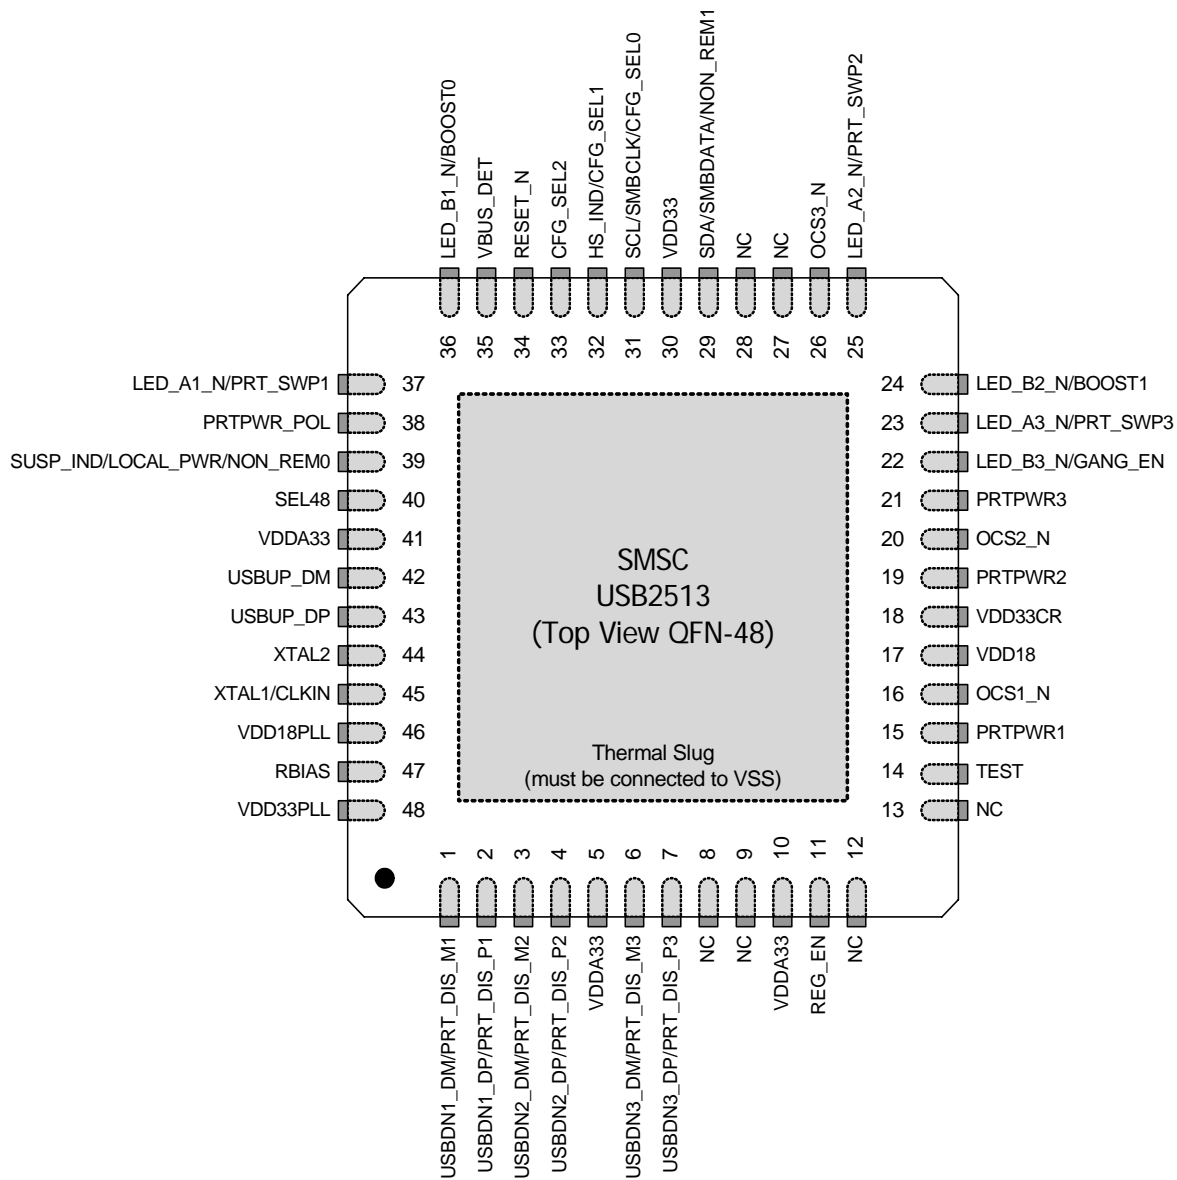 LED_B1_N/BOOST0
VBUS_DET
RESET_N
CFG_SEL2
HS_IND/CFG_SEL1
SCL/SMBCLK/CFG_SEL0
VDD33
SDA/SMBDATA/NON_REM1
NC
NC
OCS3_N
LED_A2_N/PRT_SWP2
36
35
34
33
32
31
30
29
28
27
26
25
LED_A1_N/PRT_SWP1 37
PRTPWR_POL 38
SUSP_IND/LOCAL_PWR/NON_REM0 39
SEL48 40
VDDA33 41
USBUP_DM 42
USBUP_DP 43
XTAL2 44
XTAL1/CLKIN 45
VDD18PLL 46
RBIAS 47
VDD33PLL 48
SMSC
USB2513
(Top View QFN-48)
Thermal Slug
(must be connected to VSS)
24 LED_B2_N/BOOST1
23 LED_A3_N/PRT_SWP3
22 LED_B3_N/GANG_EN
21 PRTPWR3
20 OCS2_N
19 PRTPWR2
18 VDD33CR
17 VDD18
16 OCS1_N
15 PRTPWR1
14 TEST
13 NC
1
2
3
4
5
6
7
8
9
10
11
12
USBDN1_DM/PRT_DIS_M1
USBDN1_DP/PRT_DIS_P1
USBDN2_DM/PRT_DIS_M2
USBDN2_DP/PRT_DIS_P2
VDDA33
USBDN3_DM/PRT_DIS_M3
USBDN3_DP/PRT_DIS_P3
NC
NC
VDDA33
REG_EN
NC